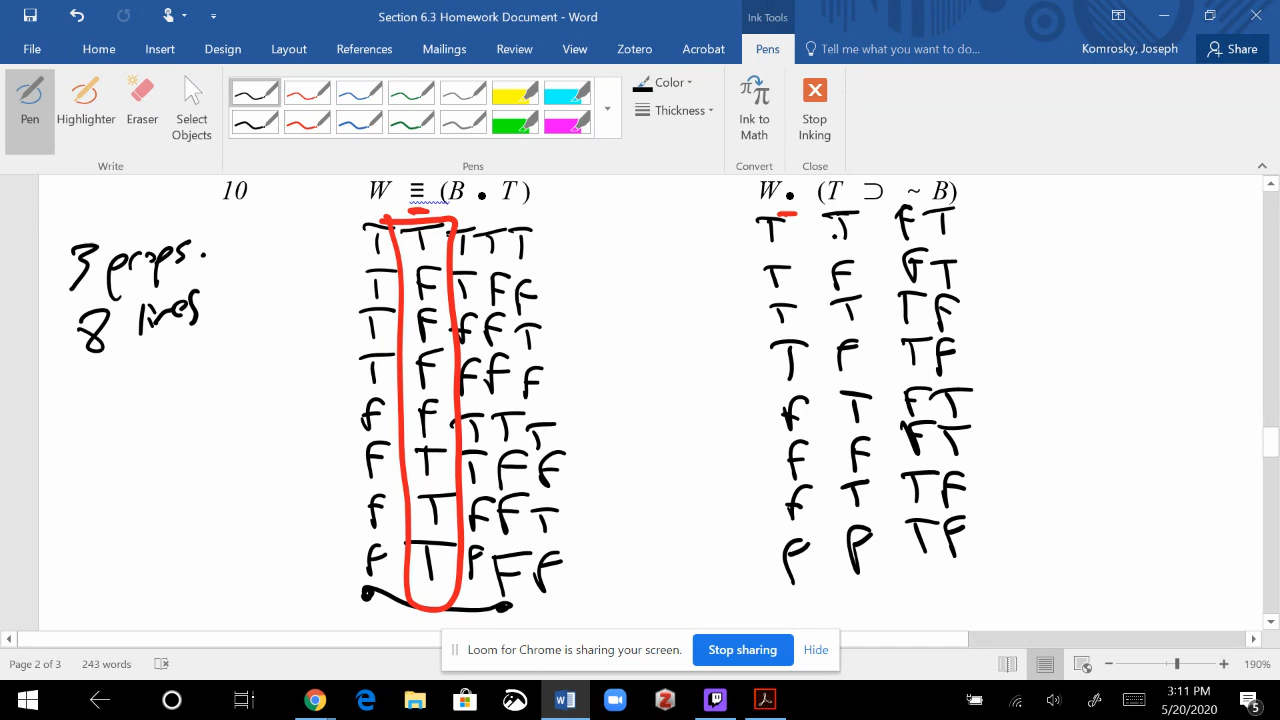 Section 6.3 Homework Document - Word
Ink Tools
File Home Insert Design Layout References Mailings Review View Zotero Acrobat Pens Tell me what you want to do... Komrosky, Joseph Share
Pen Highlighter Eraser Select Objects Color Thickness Ink to Math Stop Inking
Write Pens Convert Close
10 W ≡ (B • T) W • (T ⊃ ~ B)
3 props.
8 lines
T T T T T T T F T
T F T F F T F F T
T F F F T T T T F
T F F F F T F T F
F F T T T F T F T
F T T F F F F F T
F T F F T F T T F
F T F F F F F T F
Loom for Chrome is sharing your screen. Stop sharing Hide
Page 2 of 3 243 words 190%
3:11 PM
5/20/2020
5